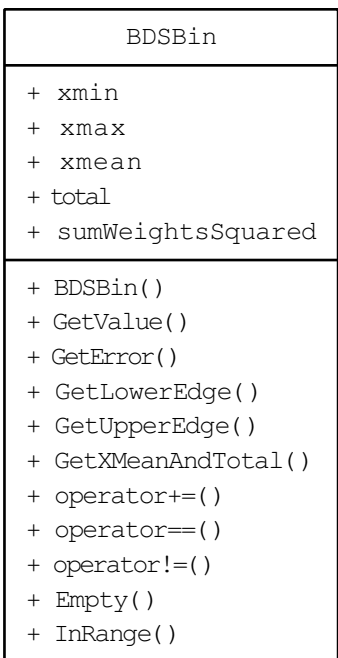 BDSBin
+ xmin
+ xmax
+ xmean
+ total
+ sumWeightsSquared
+ BDSBin()
+ GetValue()
+ GetError()
+ GetLowerEdge()
+ GetUpperEdge()
+ GetXMeanAndTotal()
+ operator+=()
+ operator==()
+ operator!=()
+ Empty()
+ InRange()